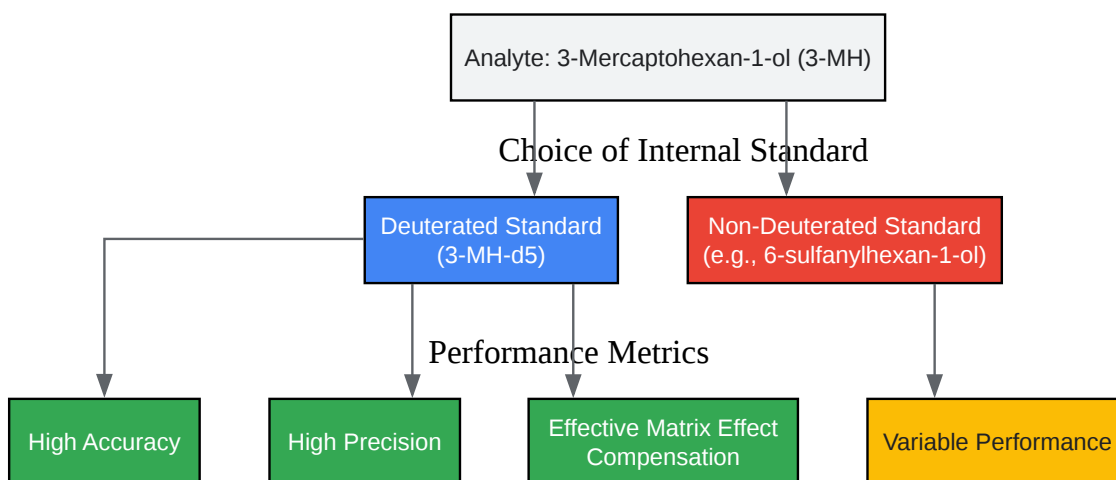 Analyte: 3-Mercaptohexan-1-ol (3-MH)
Choice of Internal Standard
Deuterated Standard
(3-MH-d5)
Non-Deuterated Standard
(e.g., 6-sulfanylhexan-1-ol)
Performance Metrics
High Accuracy
High Precision
Effective Matrix Effect
Compensation
Variable Performance